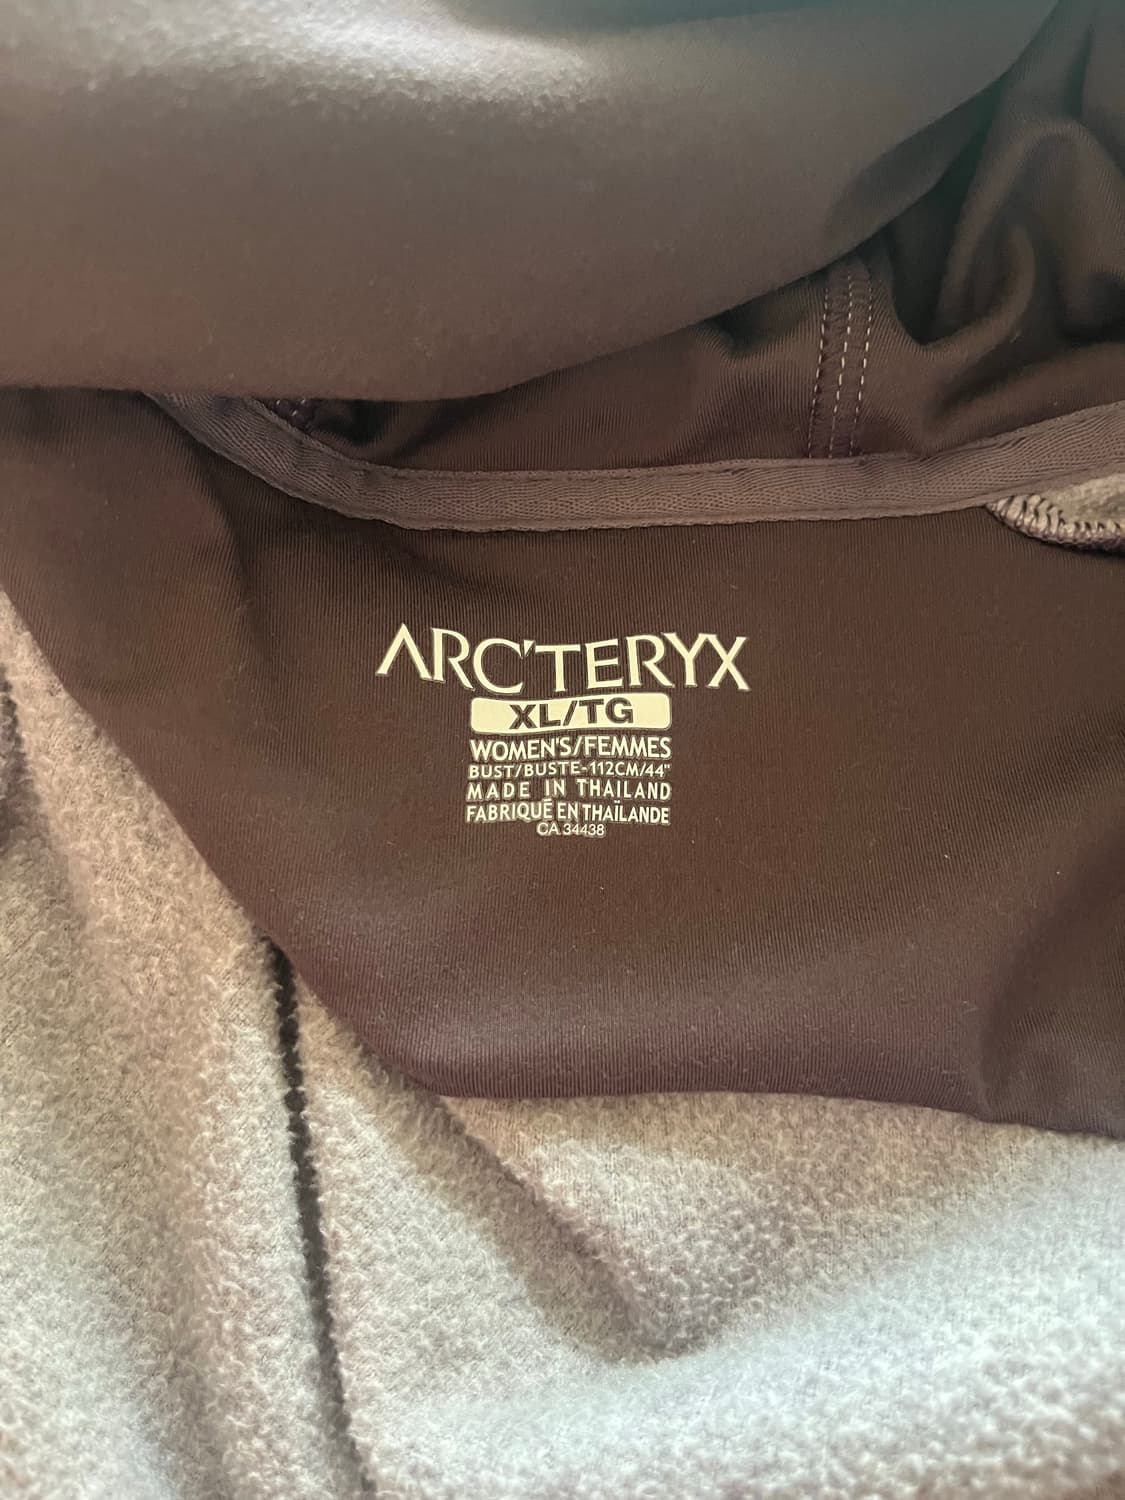 ARC'TERYX
XL/TG
WOMEN'S/FEMMES
BUST/BUSTE-112CM/44"
MADE IN THAILAND
FABRIQUÉ EN THAÏLANDE
CA 34438